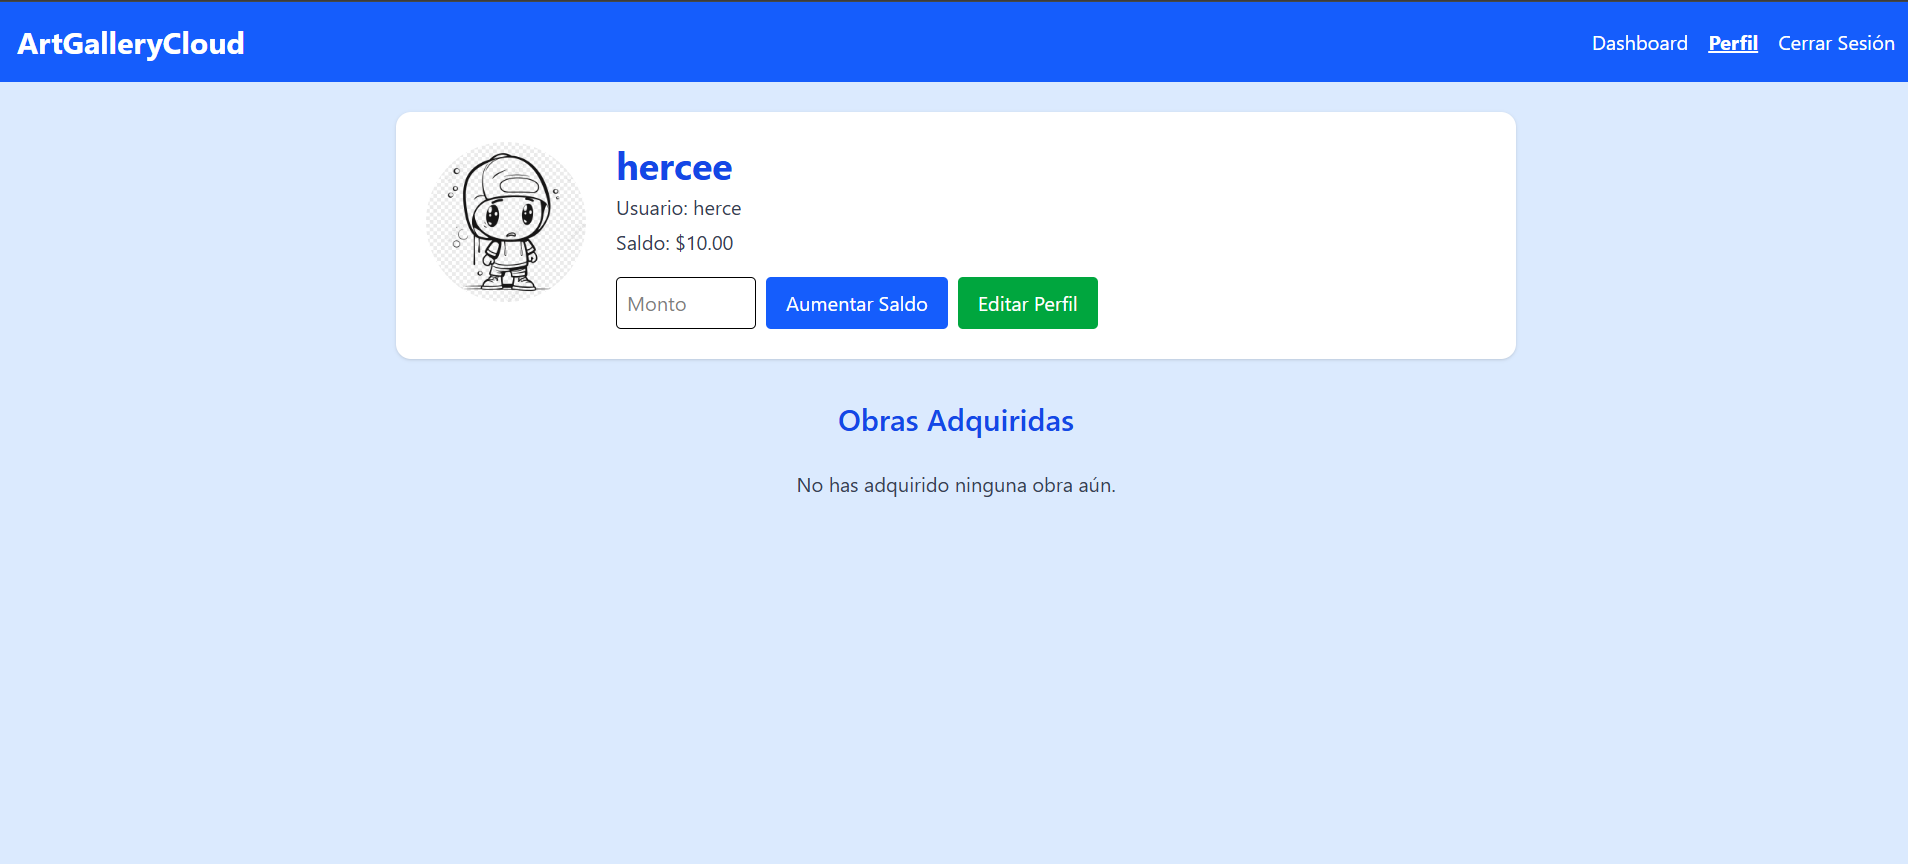 ArtGalleryCloud
Dashboard Perfil Cerrar Sesión
hercee
Usuario: herce
Saldo: $10.00
Monto Aumentar Saldo Editar Perfil
Obras Adquiridas
No has adquirido ninguna obra aún.